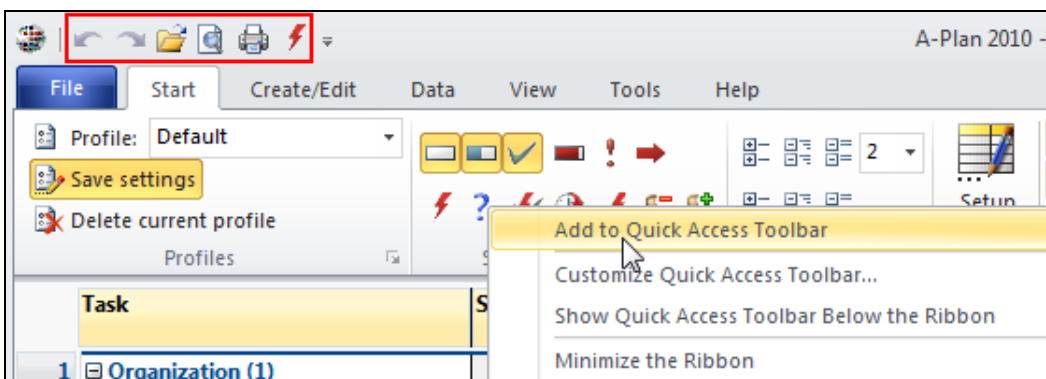 A-Plan 2010 -
File Start Create/Edit Data View Tools Help
Profile: Default
2
Save settings
Delete current profile
Setup
Profiles
Add to Quick Access Toolbar
Customize Quick Access Toolbar...
Show Quick Access Toolbar Below the Ribbon
Minimize the Ribbon
Task
S
1 Organization (1)